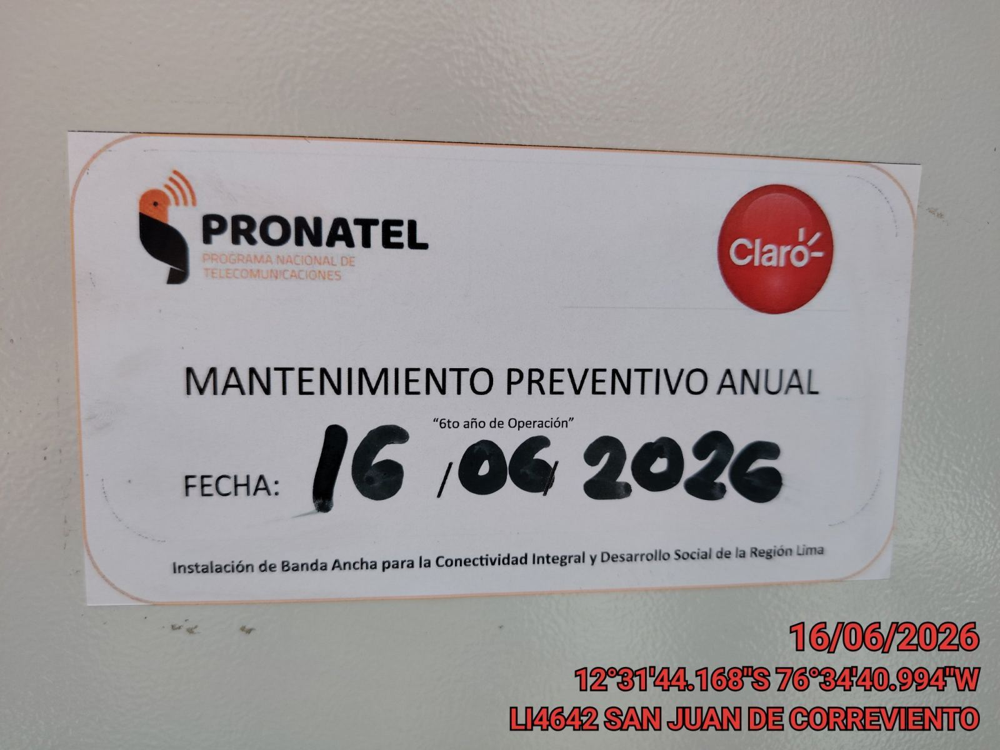 PRONATEL
PROGRAMA NACIONAL DE
TELECOMUNICACIONES
Claro
MANTENIMIENTO PREVENTIVO ANUAL
“6to año de Operación”
FECHA: 16 / 06 / 2026
Instalación de Banda Ancha para la Conectividad Integral y Desarrollo Social de la Región Lima
16/06/2026
12°31'44.168"S 76°34'40.994"W
LI4642 SAN JUAN DE CORREVIENTO